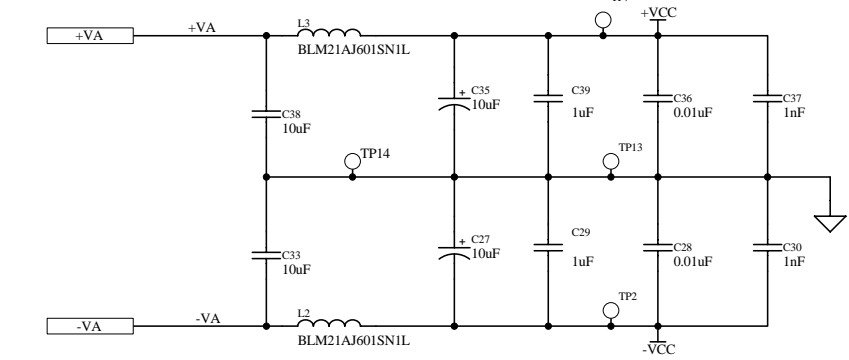 +VA
+VA
L3
BLM21AJ601SN1L
+VCC
C38
10uF
C35
+
10uF
C39
1uF
C36
0.01uF
C37
1nF
TP14
TP13
C33
10uF
C27
+
10uF
C29
1uF
C28
0.01uF
C30
1nF
-VA
-VA
L2
BLM21AJ601SN1L
TP2
-VCC